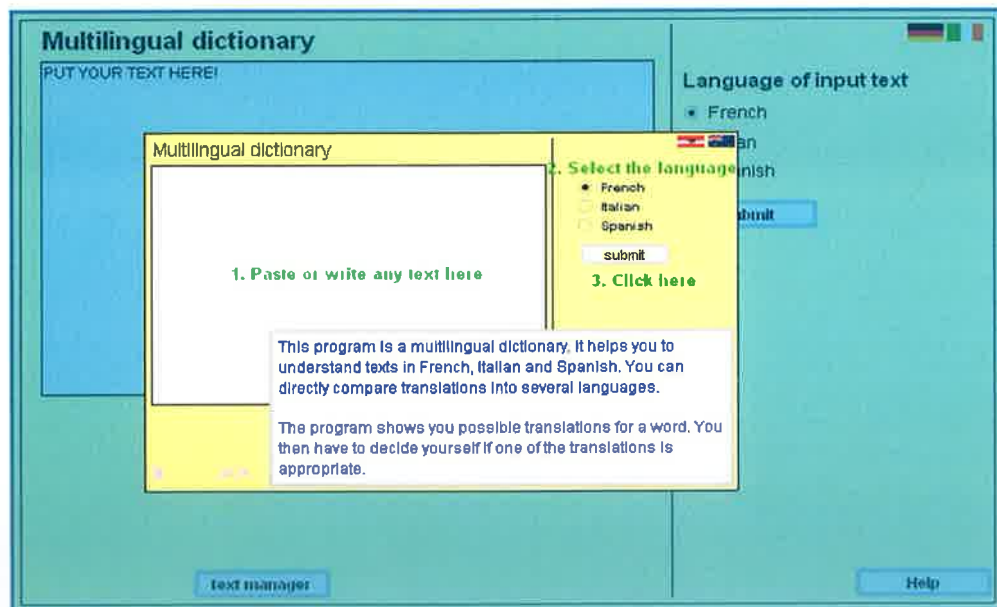 Multilingual dictionary
PUT YOUR TEXT HERE!
Language of input text
French
an
nish
bmit
Multilingual dictionary
2. Select the language
French
Italian
Spanish
submit
1. Paste or write any text here
3. Click here
This program is a multilingual dictionary. It helps you to
understand texts in French, Italian and Spanish. You can
directly compare translations into several languages.
The program shows you possible translations for a word. You
then have to decide yourself if one of the translations is
appropriate.
text manager
Help